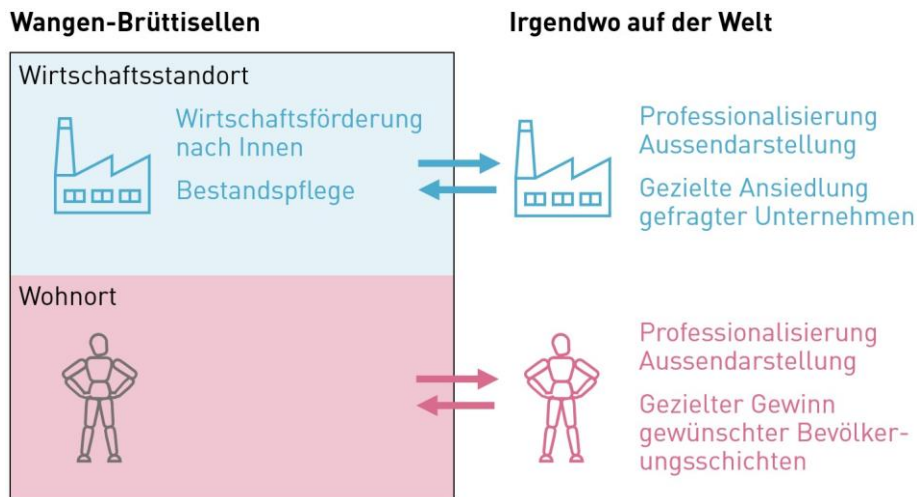 Wangen-Brüttisellen
Irgendwo auf der Welt
Wirtschaftsstandort
Wirtschaftsförderung
nach Innen
Bestandspflege
Professionalisierung
Aussendarstellung
Gezielte Ansiedlung
gefragter Unternehmen
Wohnort
Professionalisierung
Aussendarstellung
Gezielter Gewinn
gewünschter Bevölker-
ungsschichten